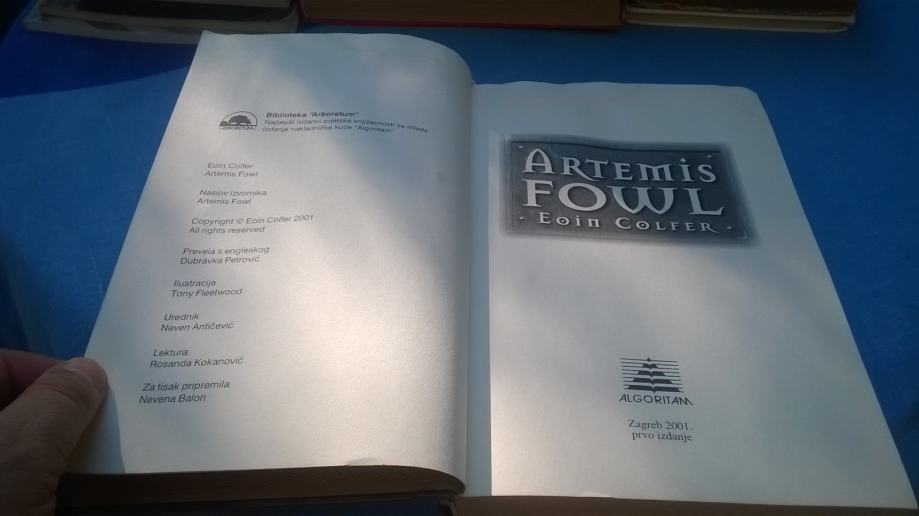 ARBORETUM
Biblioteka "Arboretum"
Najljepši izdanci svjetske književnosti za mlade
Izdanje nakladničke kuće "Algoritam"
Eoin Colfer
Artemis Fowl
Naslov izvornika
Artemis Fowl
Copyright © Eoin Colfer 2001
All rights reserved
Prevela s engleskog
Dubravka Petrović
Ilustracija
Tony Fleetwood
Urednik
Neven Antičević
Lektura
Rosanda Kokanović
Za tisak pripremila
Nevena Balon
ARTEMIS
FOWL
EOIN COLFER
ALGORITAM
Zagreb 2001.
prvo izdanje